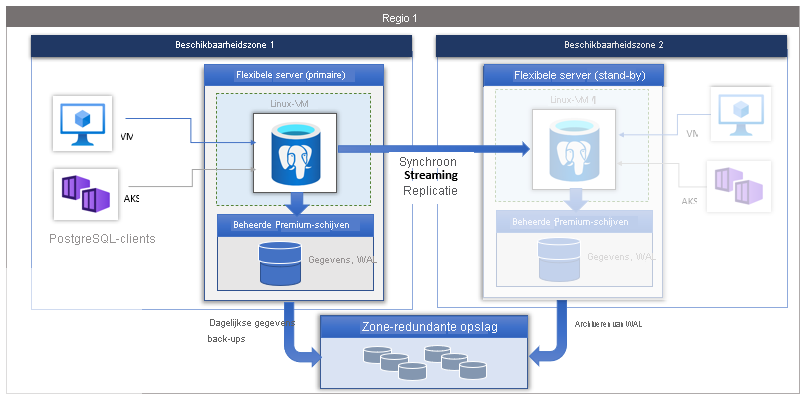 Regio 1
Beschikbaarheidszone 1
Beschikbaarheidszone 2
Flexibele server (primaire)
Flexibele server (stand-by)
Linux-VM
Linux-VM ¶
VM
VM
Synchroon
Streaming
Replicatie
AKS
AKS
PostgreSQL-clients
Beheerde Premium-schijven
Beheerde Premium-schijven
Gegevens, WAL
Gegevens, WAL
Dagelijkse gegevens
back-ups
Zone-redundante opslag
Archiveren van WAL